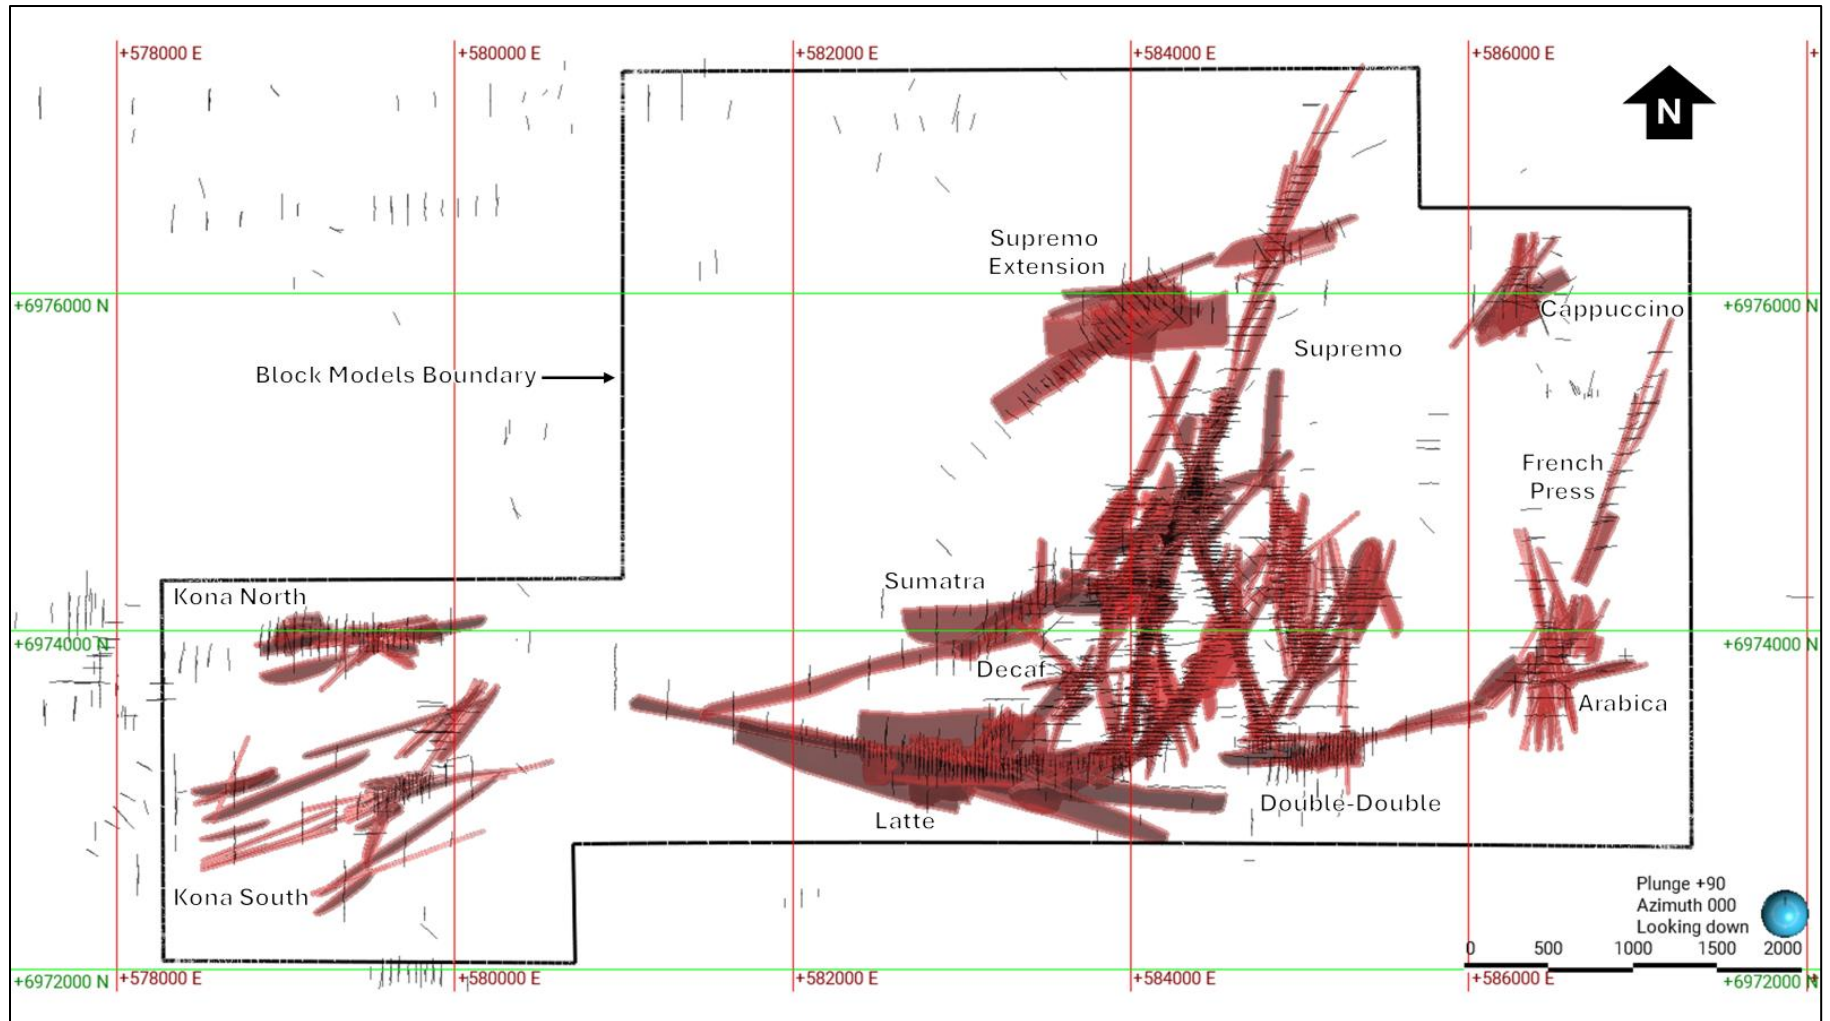 +578000 E
+580000 E
+582000 E
+584000 E
+586000 E
+
N
Supremo
Extension
+6976000 N
+6976000 N
Cappuccino
Supremo
Block Models Boundary
French
Press
Sumatra
Kona North
+6974000 N
+6974000 N
Decaf
Arabica
Double-Double
Latte
Kona South
Plunge +90
Azimuth 000
Looking down
0 500 1000 1500 2000
+6972000 N
+578000 E
+580000 E
+582000 E
+584000 E
+586000 E
+6972000 N